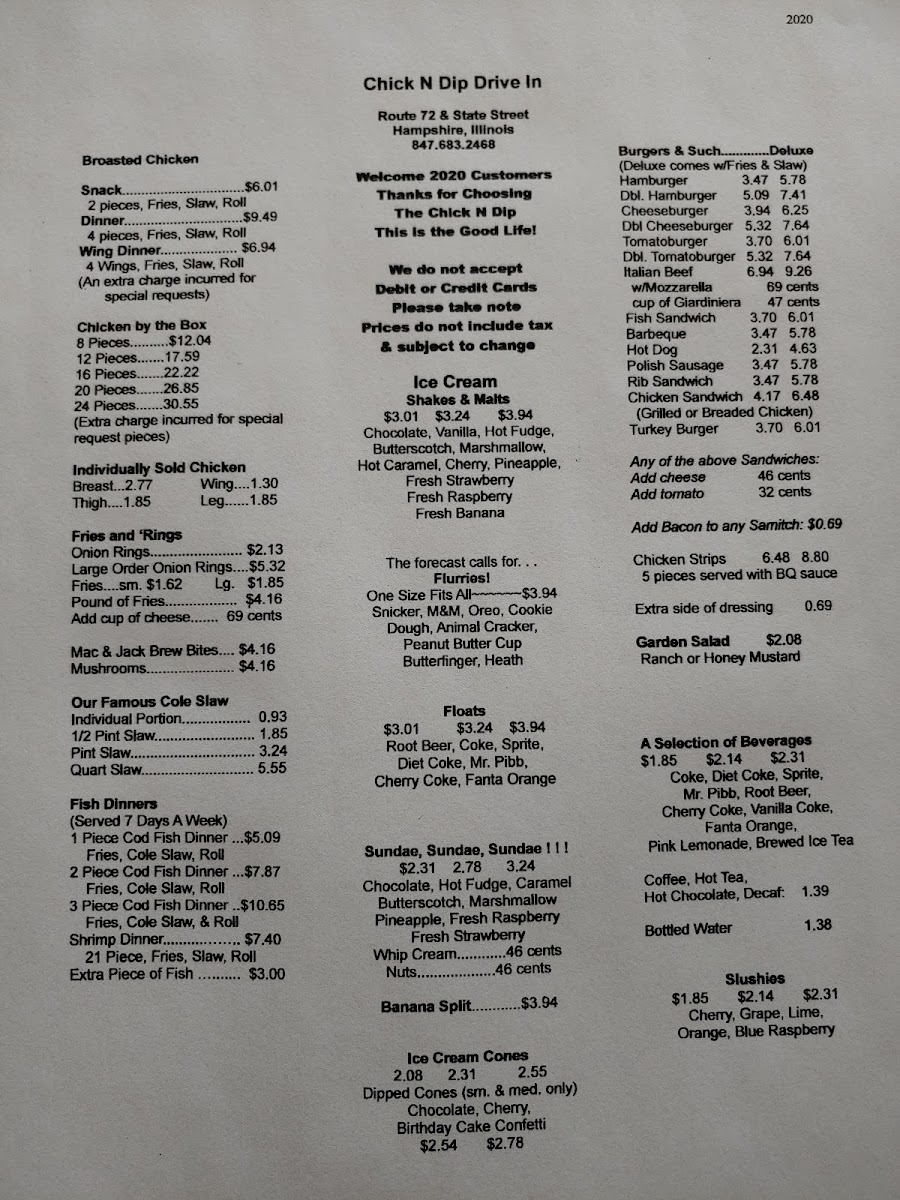 2020
Chick N Dip Drive In
Route 72 & State Street
Hampshire, Illinois
847.683.2468
Broasted Chicken
Snack..............................$6.01
2 pieces, Fries, Slaw, Roll
Dinner.............................$9.49
4 pieces, Fries, Slaw, Roll
Wing Dinner.................... $6.94
4 Wings, Fries, Slaw, Roll
(An extra charge incurred for
special requests)
Chicken by the Box
8 Pieces..........$12.04
12 Pieces.......17.59
16 Pieces.......22.22
20 Pieces.......26.85
24 Pieces.......30.55
(Extra charge incurred for special
request pieces)
Individually Sold Chicken
Breast...2.77 Wing....1.30
Thigh....1.85 Leg......1.85
Fries and ‘Rings
Onion Rings...................... $2.13
Large Order Onion Rings....$5.32
Fries....sm. $1.62 Lg. $1.85
Pound of Fries................. $4.16
Add cup of cheese....... 69 cents
Mac & Jack Brew Bites.... $4.16
Mushrooms..................... $4.16
Our Famous Cole Slaw
Individual Portion................. 0.93
1/2 Pint Slaw........................ 1.85
Pint Slaw.............................. 3.24
Quart Slaw........................... 5.55
Fish Dinners
(Served 7 Days A Week)
1 Piece Cod Fish Dinner ...$5.09
Fries, Cole Slaw, Roll
2 Piece Cod Fish Dinner ...$7.87
Fries, Cole Slaw, Roll
3 Piece Cod Fish Dinner ..$10.65
Fries, Cole Slaw, & Roll
Shrimp Dinner................... $7.40
21 Piece, Fries, Slaw, Roll
Extra Piece of Fish .......... $3.00
Welcome 2020 Customers
Thanks for Choosing
The Chick N Dip
This is the Good Life!
We do not accept
Debit or Credit Cards
Please take note
Prices do not include tax
& subject to change
Ice Cream
Shakes & Malts
$3.01 $3.24 $3.94
Chocolate, Vanilla, Hot Fudge,
Butterscotch, Marshmallow,
Hot Caramel, Cherry, Pineapple,
Fresh Strawberry
Fresh Raspberry
Fresh Banana
The forecast calls for. . .
Flurries!
One Size Fits All~~~~~~$3.94
Snicker, M&M, Oreo, Cookie
Dough, Animal Cracker,
Peanut Butter Cup
Butterfinger, Heath
Floats
$3.01 $3.24 $3.94
Root Beer, Coke, Sprite,
Diet Coke, Mr. Pibb,
Cherry Coke, Fanta Orange
Sundae, Sundae, Sundae ! ! !
$2.31 2.78 3.24
Chocolate, Hot Fudge, Caramel
Butterscotch, Marshmallow
Pineapple, Fresh Raspberry
Fresh Strawberry
Whip Cream............46 cents
Nuts....................46 cents
Banana Split............$3.94
Ice Cream Cones
2.08 2.31 2.55
Dipped Cones (sm. & med. only)
Chocolate, Cherry,
Birthday Cake Confetti
$2.54 $2.78
Burgers & Such.............Deluxe
(Deluxe comes w/Fries & Slaw)
Hamburger 3.47 5.78
Dbl. Hamburger 5.09 7.41
Cheeseburger 3.94 6.25
Dbl Cheeseburger 5.32 7.64
Tomatoburger 3.70 6.01
Dbl. Tomatoburger 5.32 7.64
Italian Beef 6.94 9.26
w/Mozzarella 69 cents
cup of Giardiniera 47 cents
Fish Sandwich 3.70 6.01
Barbeque 3.47 5.78
Hot Dog 2.31 4.63
Polish Sausage 3.47 5.78
Rib Sandwich 3.47 5.78
Chicken Sandwich 4.17 6.48
(Grilled or Breaded Chicken)
Turkey Burger 3.70 6.01
Any of the above Sandwiches:
Add cheese 46 cents
Add tomato 32 cents
Add Bacon to any Samitch: $0.69
Chicken Strips 6.48 8.80
5 pieces served with BQ sauce
Extra side of dressing 0.69
Garden Salad $2.08
Ranch or Honey Mustard
A Selection of Beverages
$1.85 $2.14 $2.31
Coke, Diet Coke, Sprite,
Mr. Pibb, Root Beer,
Cherry Coke, Vanilla Coke,
Fanta Orange,
Pink Lemonade, Brewed Ice Tea
Coffee, Hot Tea,
Hot Chocolate, Decaf: 1.39
Bottled Water 1.38
Slushies
$1.85 $2.14 $2.31
Cherry, Grape, Lime,
Orange, Blue Raspberry